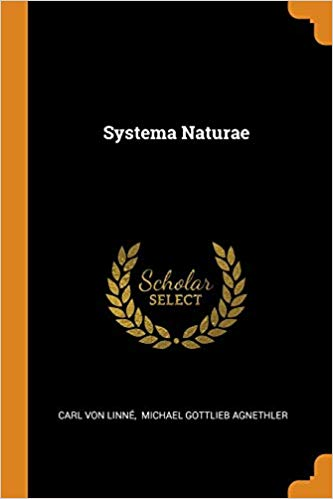 Systema Naturae
Scholar
SELECT
CARL VON LINNÉ, MICHAEL GOTTLIEB AGNETHLER